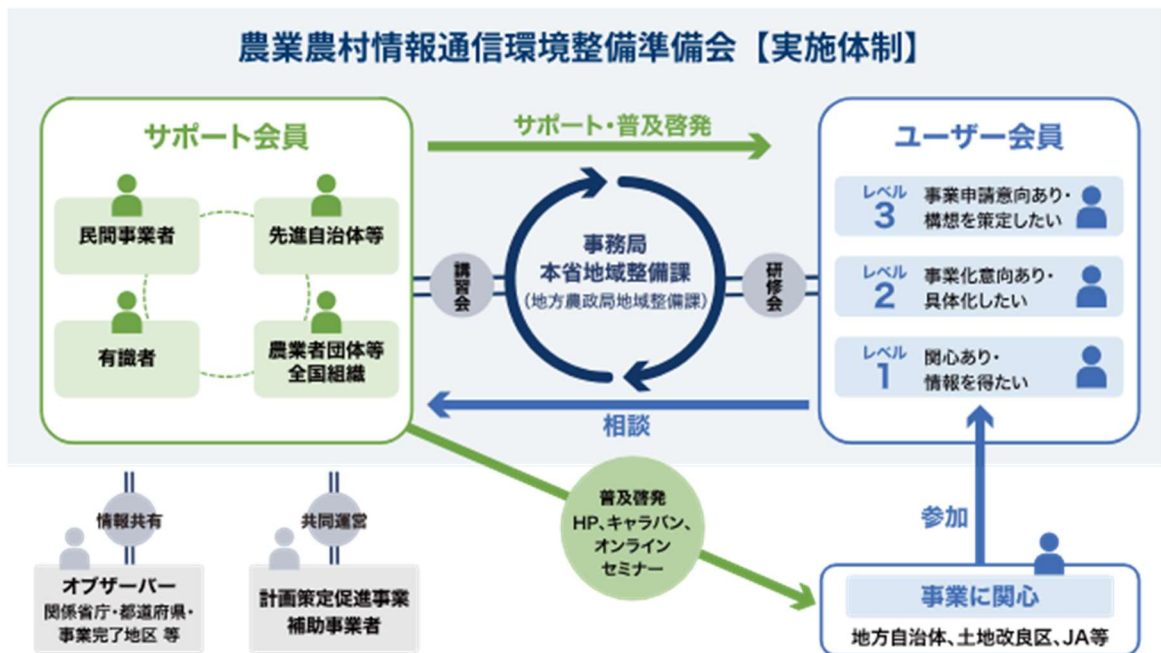 農業農村情報通信環境整備準備会【実施体制】
サポート会員
民間事業者
先進自治体等
有識者
農業者団体等
全国組織
サポート・普及啓発
講習会
事務局
本省地域整備課
(地方農政局地域整備課)
研修会
相談
ユーザー会員
レベル
3
事業申請意向あり・
構想を策定したい
レベル
2
事業化意向あり・
具体化したい
レベル
1
関心あり・
情報を得たい
情報共有
オブザーバー
関係省庁・都道府県・
事業完了地区 等
共同運営
計画策定促進事業
補助事業者
普及啓発
HP、キャラバン、
オンライン
セミナー
参加
事業に関心
地方自治体、土地改良区、JA等